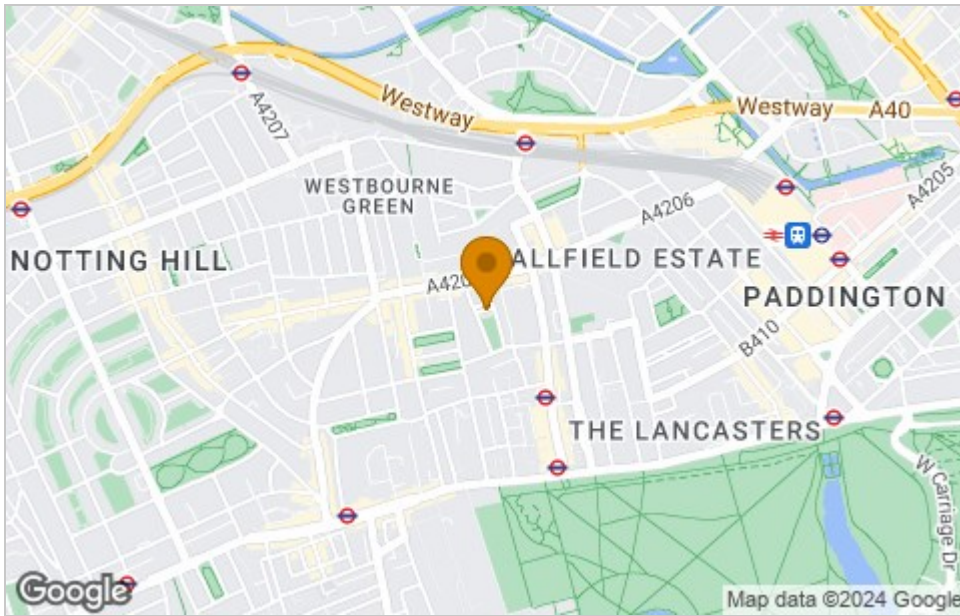 Westway
Westway
A40
A4207
A4205
WESTBOURNE
GREEN
A4206
NOTTING HILL
ALLFIELD ESTATE
A420
PADDINGTON
B410
THE LANCASTERS
W Carriage Dr
Google
Map data ©2024 Google